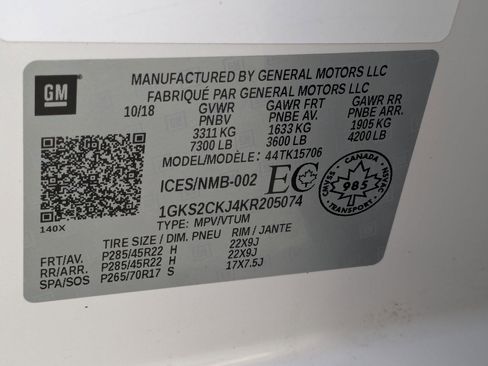 GM
MANUFACTURED BY GENERAL MOTORS LLC
FABRIQUÉ PAR GENERAL MOTORS LLC
10/18 GVWR GAWR FRT GAWR RR
PNBV PNBE AV. PNBE ARR.
3311 KG 1633 KG 1905 KG
7300 LB 3600 LB 4200 LB
MODEL/MODÈLE: 44TK15706
ICES/NMB-002 EC
CANADA
CMVSS 985 NSVAC
1GKS2CKJ4KR205074
140X TYPE: MPV/VTUM
TIRE SIZE / DIM. PNEU RIM / JANTE
FRT/AV. P285/45R22 H 22X9J
RR/ARR. P285/45R22 H 22X9J
SPA/SOS P265/70R17 S 17X7.5J